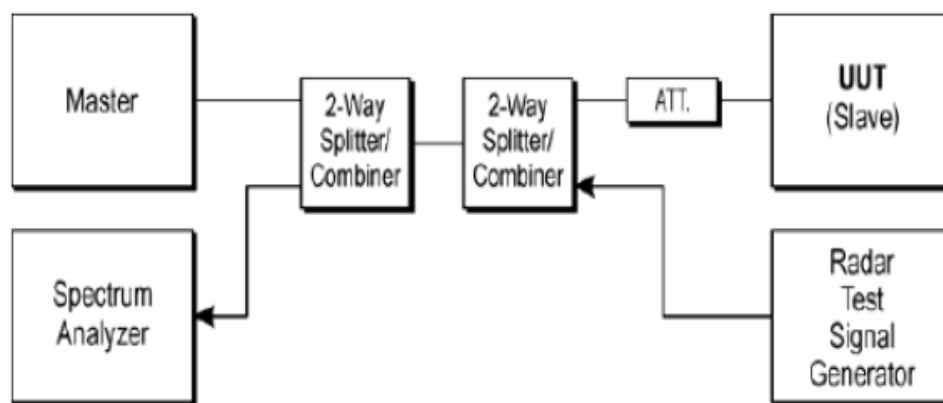 Master
2-Way
Splitter/
Combiner
2-Way
Splitter/
Combiner
ATT.
UUT
(Slave)
Spectrum
Analyzer
Radar
Test
Signal
Generator